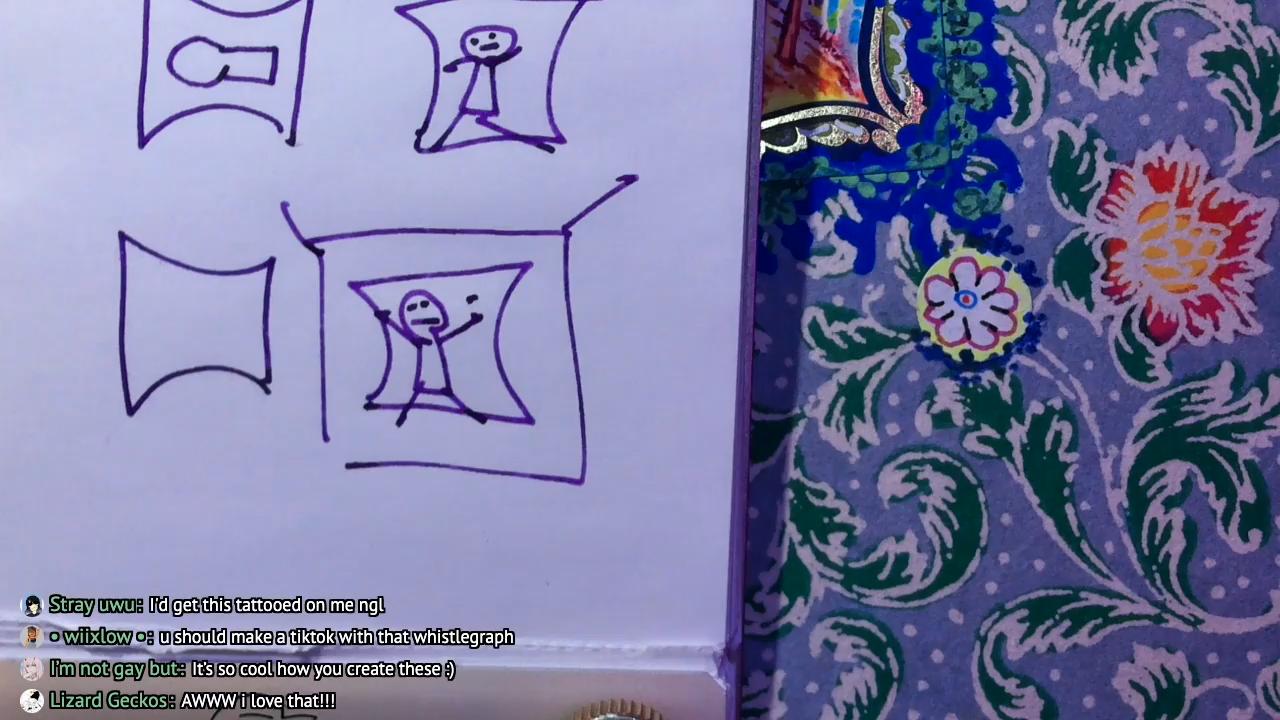 Stray uwu: I'd get this tattooed on me ngl
• wiixlow •: u should make a tiktok with that whistlegraph
I'm not gay but: It's so cool how you create these :)
Lizard Geckos: AWWW i love that!!!